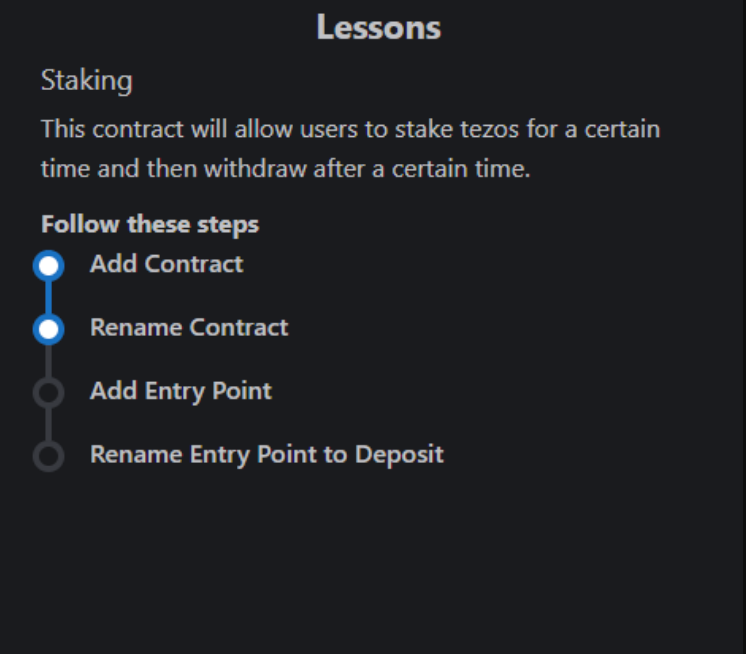 Lessons
Staking
This contract will allow users to stake tezos for a certain
time and then withdraw after a certain time.
Follow these steps
Add Contract
Rename Contract
Add Entry Point
Rename Entry Point to Deposit